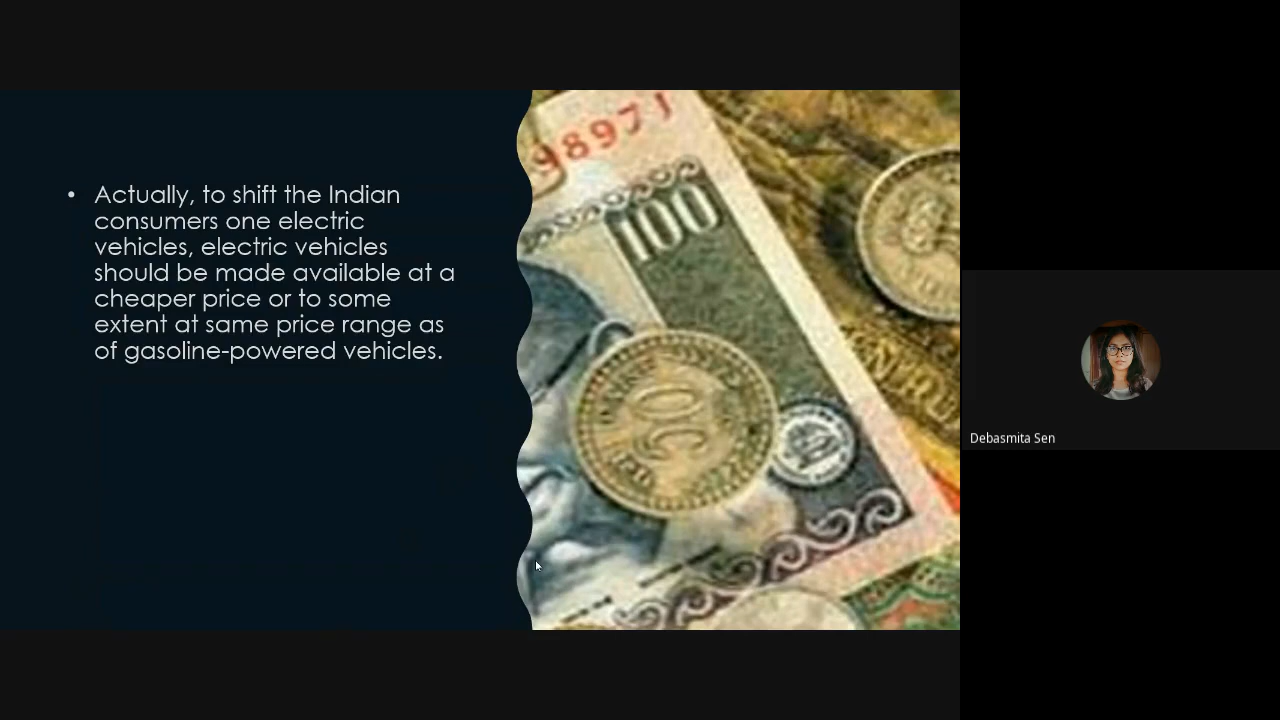 • Actually, to shift the Indian
consumers one electric
vehicles, electric vehicles
should be made available at a
cheaper price or to some
extent at same price range as
of gasoline-powered vehicles.
9897
100
Debasmita Sen